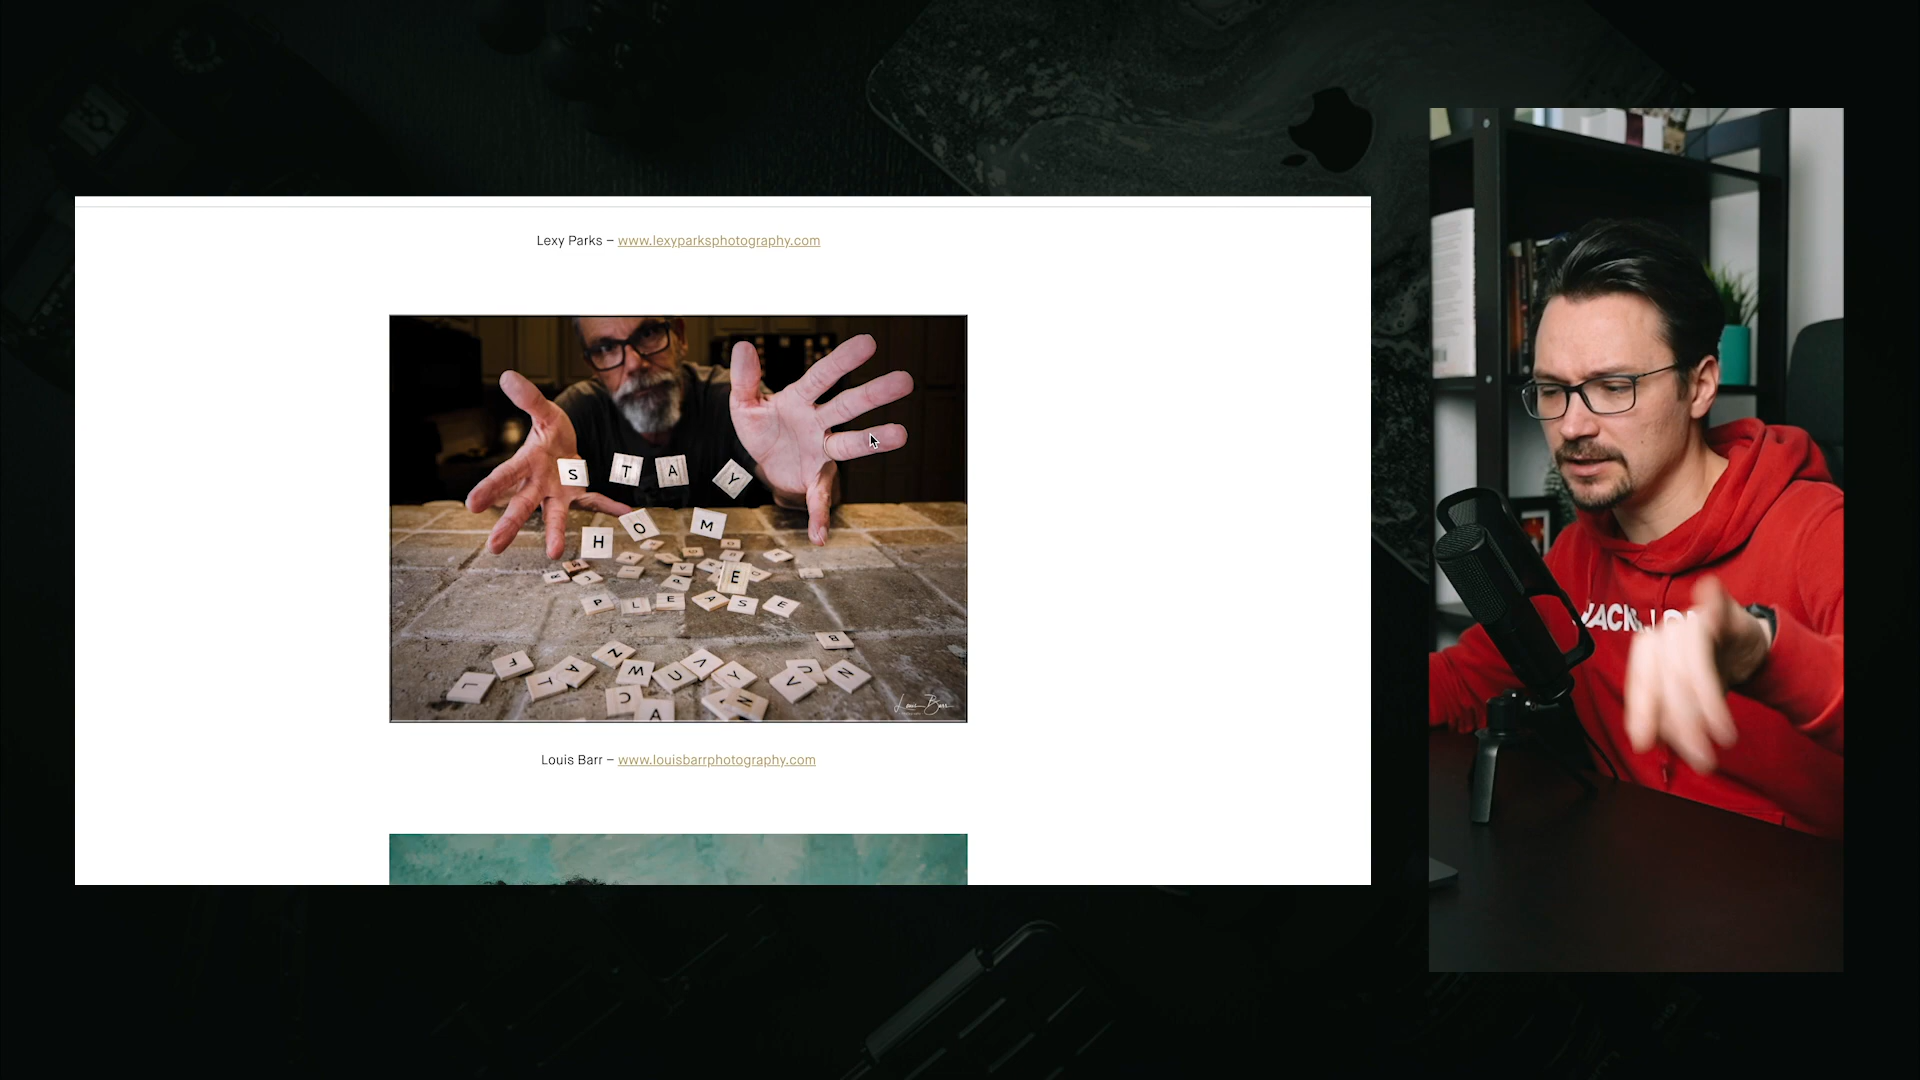 Lexy Parks – www.lexyparksphotography.com
S T A Y
H O M E
P L E A S E
Louis Barr – www.louisbarrphotography.com